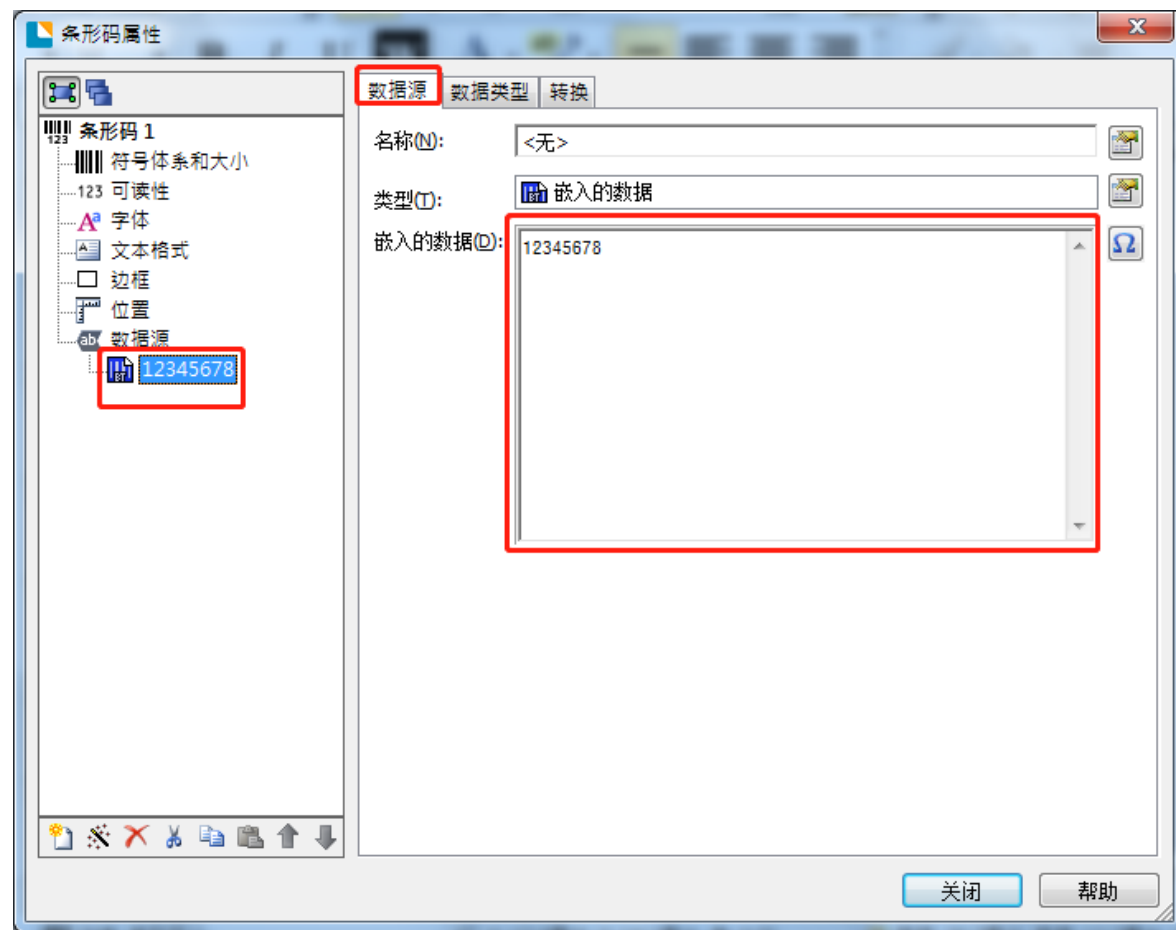 条形码属性
数据源 数据类型 转换
条形码 1
符号体系和大小
123 可读性
字体
文本格式
边框
位置
数据源
12345678
名称(N): <无>
类型(T): 嵌入的数据
嵌入的数据(D): 12345678
关闭 帮助